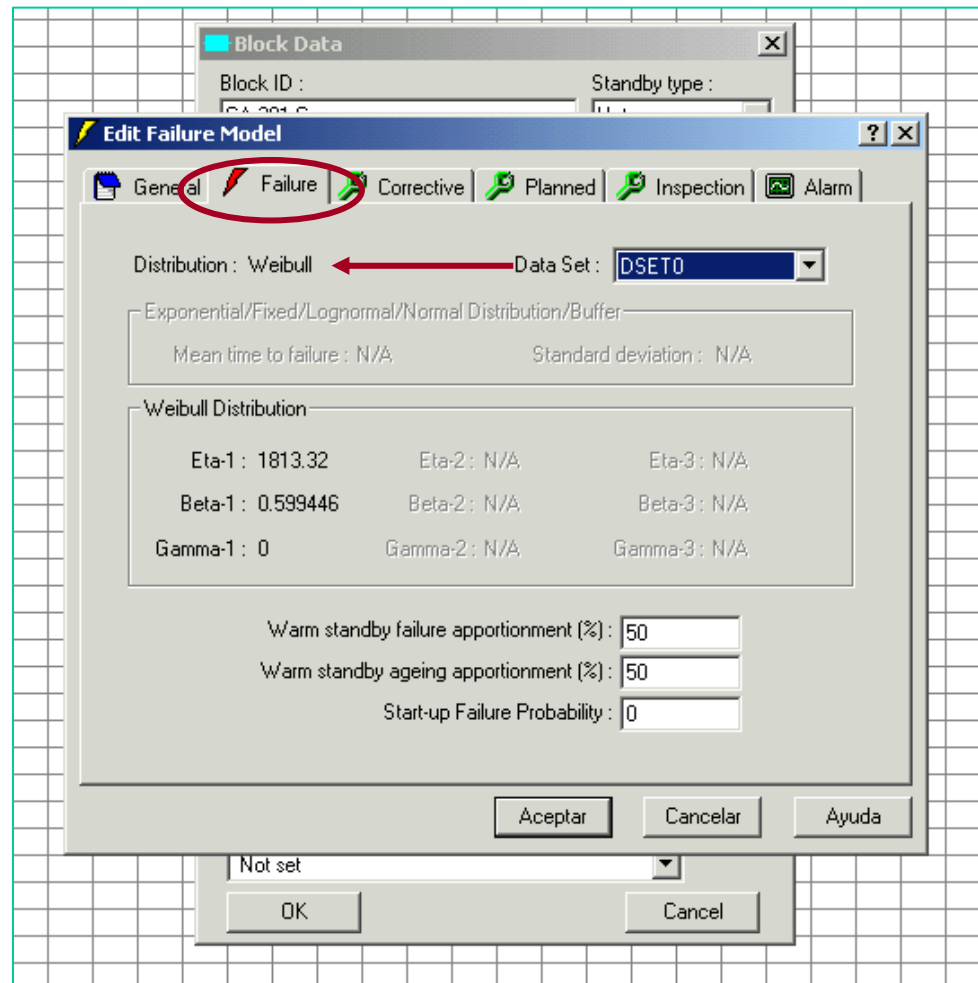 Block Data
Block ID :
Standby type :
Edit Failure Model
General
Failure
Corrective
Planned
Inspection
Alarm
Distribution : Weibull
Data Set : DSET0
Exponential/Fixed/Lognormal/Normal Distribution/Buffer
Mean time to failure : N/A
Standard deviation : N/A
Weibull Distribution
Eta-1 : 1813.32
Eta-2 : N/A
Eta-3 : N/A
Beta-1 : 0.599446
Beta-2 : N/A
Beta-3 : N/A
Gamma-1 : 0
Gamma-2 : N/A
Gamma-3 : N/A
Warm standby failure apportionment (%) : 50
Warm standby ageing apportionment (%) : 50
Start-up Failure Probability : 0
Aceptar
Cancelar
Ayuda
Not set
OK
Cancel